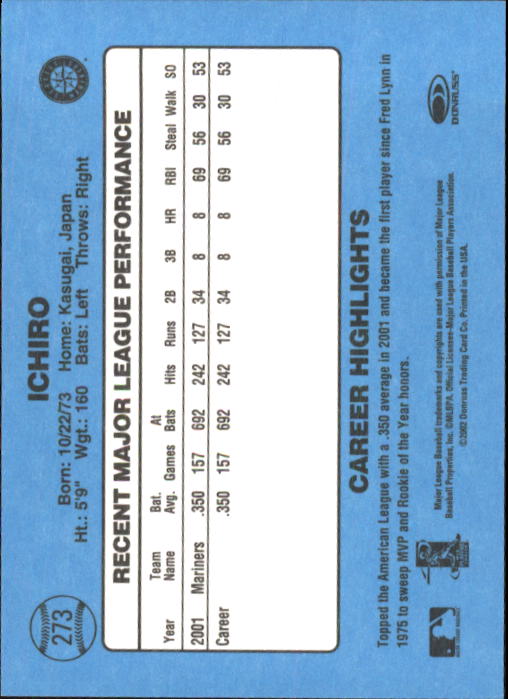 273
ICHIRO
Born: 10/22/73 Home: Kasugai, Japan
Ht.: 5'9" Wgt.: 160 Bats: Left Throws: Right
RECENT MAJOR LEAGUE PERFORMANCE
Year Team Name Bat. Avg. Games At Bats Hits Runs 2B 3B HR RBI Steal Walk SO
2001 Mariners .350 157 692 242 127 34 8 8 69 56 30 53
Career .350 157 692 242 127 34 8 8 69 56 30 53
CAREER HIGHLIGHTS
Topped the American League with a .350 average in 2001 and became the first player since Fred Lynn in
1975 to sweep MVP and Rookie of the Year honors.
Major League Baseball trademarks and copyrights are used with permission of Major League
Baseball Properties, Inc. ©MLBPA. Official Licensee-Major League Baseball Players Association.
©2002 Donruss Trading Card Co. Printed in the USA.
DONRUSS